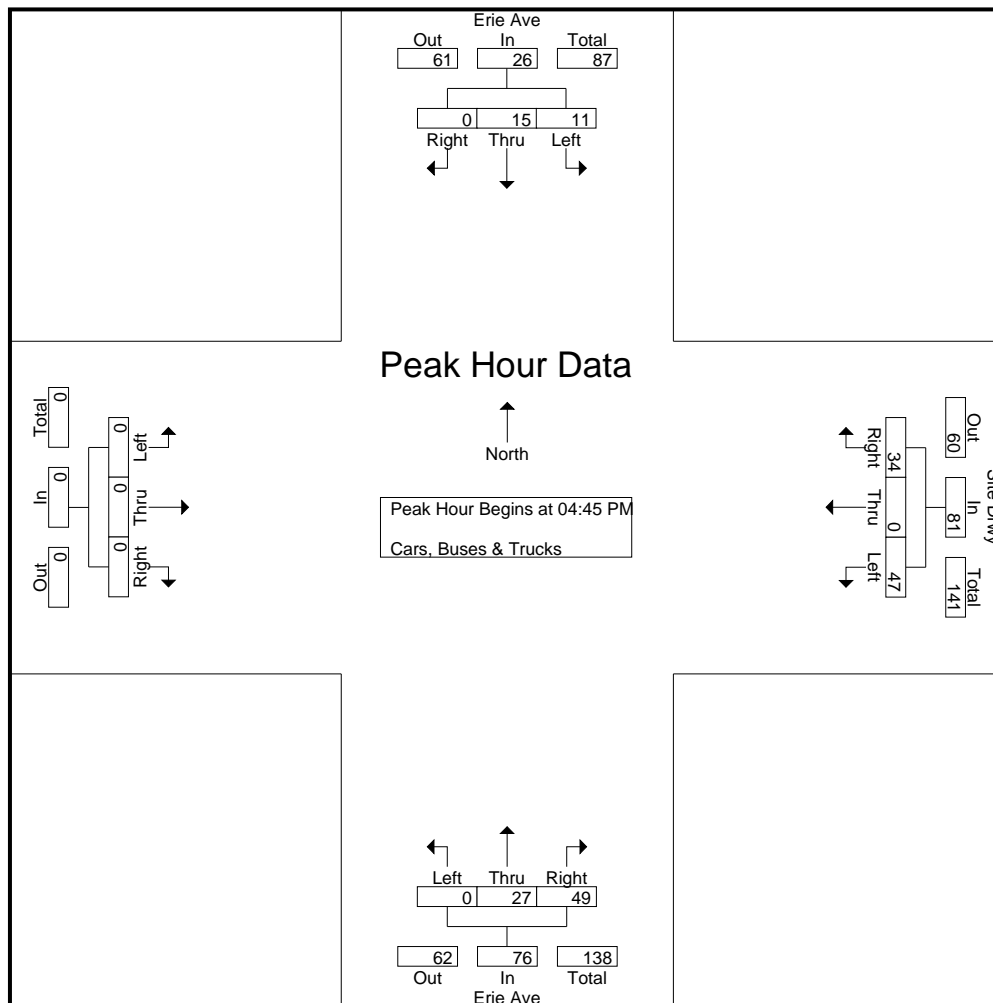 Erie Ave
Out In Total
61 26 87
0 15 11
Right Thru Left
Peak Hour Data
North
Peak Hour Begins at 04:45 PM
Cars, Buses & Trucks
Total In Out
0 0 0
0 0 0
Left Thru Right
Right Thru Left
34 0 47
60 81 141
Out In Total
Site Drwy
Left Thru Right
0 27 49
62 76 138
Out In Total
Erie Ave